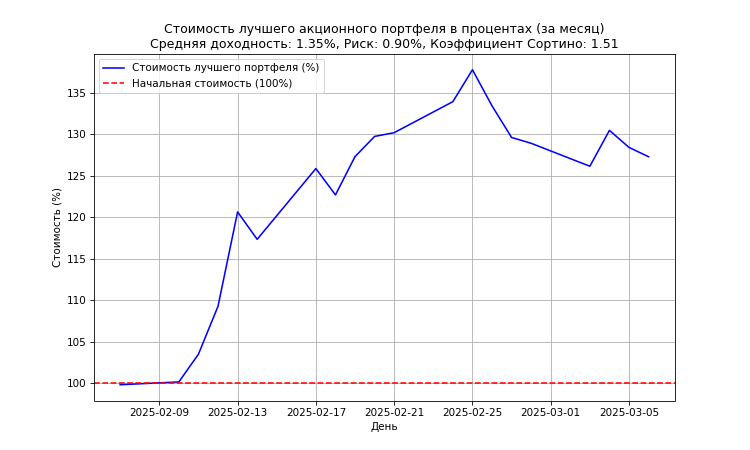 Стоимость лучшего акционного портфеля в процентах (за месяц)
Средняя доходность: 1.35%, Риск: 0.90%, Коэффициент Сортино: 1.51
Стоимость лучшего портфеля (%)
Начальная стоимость (100%)
Стоимость (%)
135
130
125
120
115
110
105
100
2025-02-09
2025-02-13
2025-02-17
2025-02-21
2025-02-25
2025-03-01
2025-03-05
День